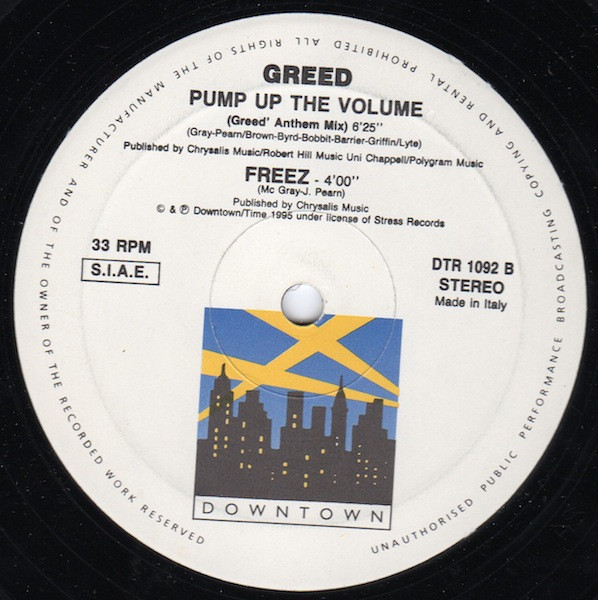 GREED
PUMP UP THE VOLUME
(Greed' Anthem Mix) 6'25"
(Gray-Pearn/Brown-Byrd-Bobbit-Barrier-Griffin/Lyte)
Published by Chrysalis Music/Robert Hill Music Uni Chappell/Polygram Music
FREEZ - 4'00"
(Mc Gray-J. Pearn)
Published by Chrysalis Music
© & ℗ Downtown/Time 1995 under license of Stress Records
33 RPM
S.I.A.E.
DTR 1092 B
STEREO
Made in Italy
DOWNTOWN
ALL RIGHTS OF THE MANUFACTURER AND OF THE OWNER OF THE RECORDED WORK RESERVED
UNAUTHORISED PUBLIC PERFORMANCE BROADCASTING COPYING AND RENTAL PROHIBITED